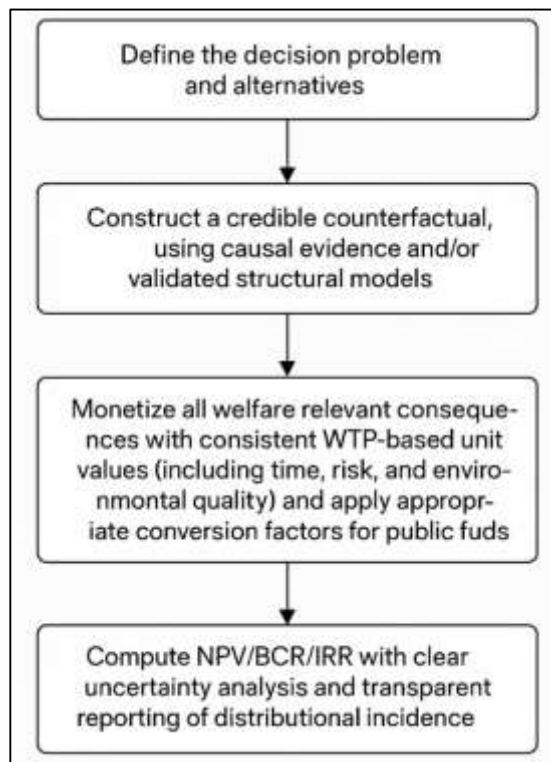 Define the decision problem
and alternatives
Construct a credible counterfactual,
using causal evidence and/or
validated structural models
Monetize all welfare relevant conseque-
nces with consistent WTP-based unit
values (including time, risk, and enviro-
nmontal quality) and apply appropr-
iate conversion factors for public fuds
Compute NPV/BCR/IRR with clear
uncertainty analysis and transparent
reporting of distributional incidence